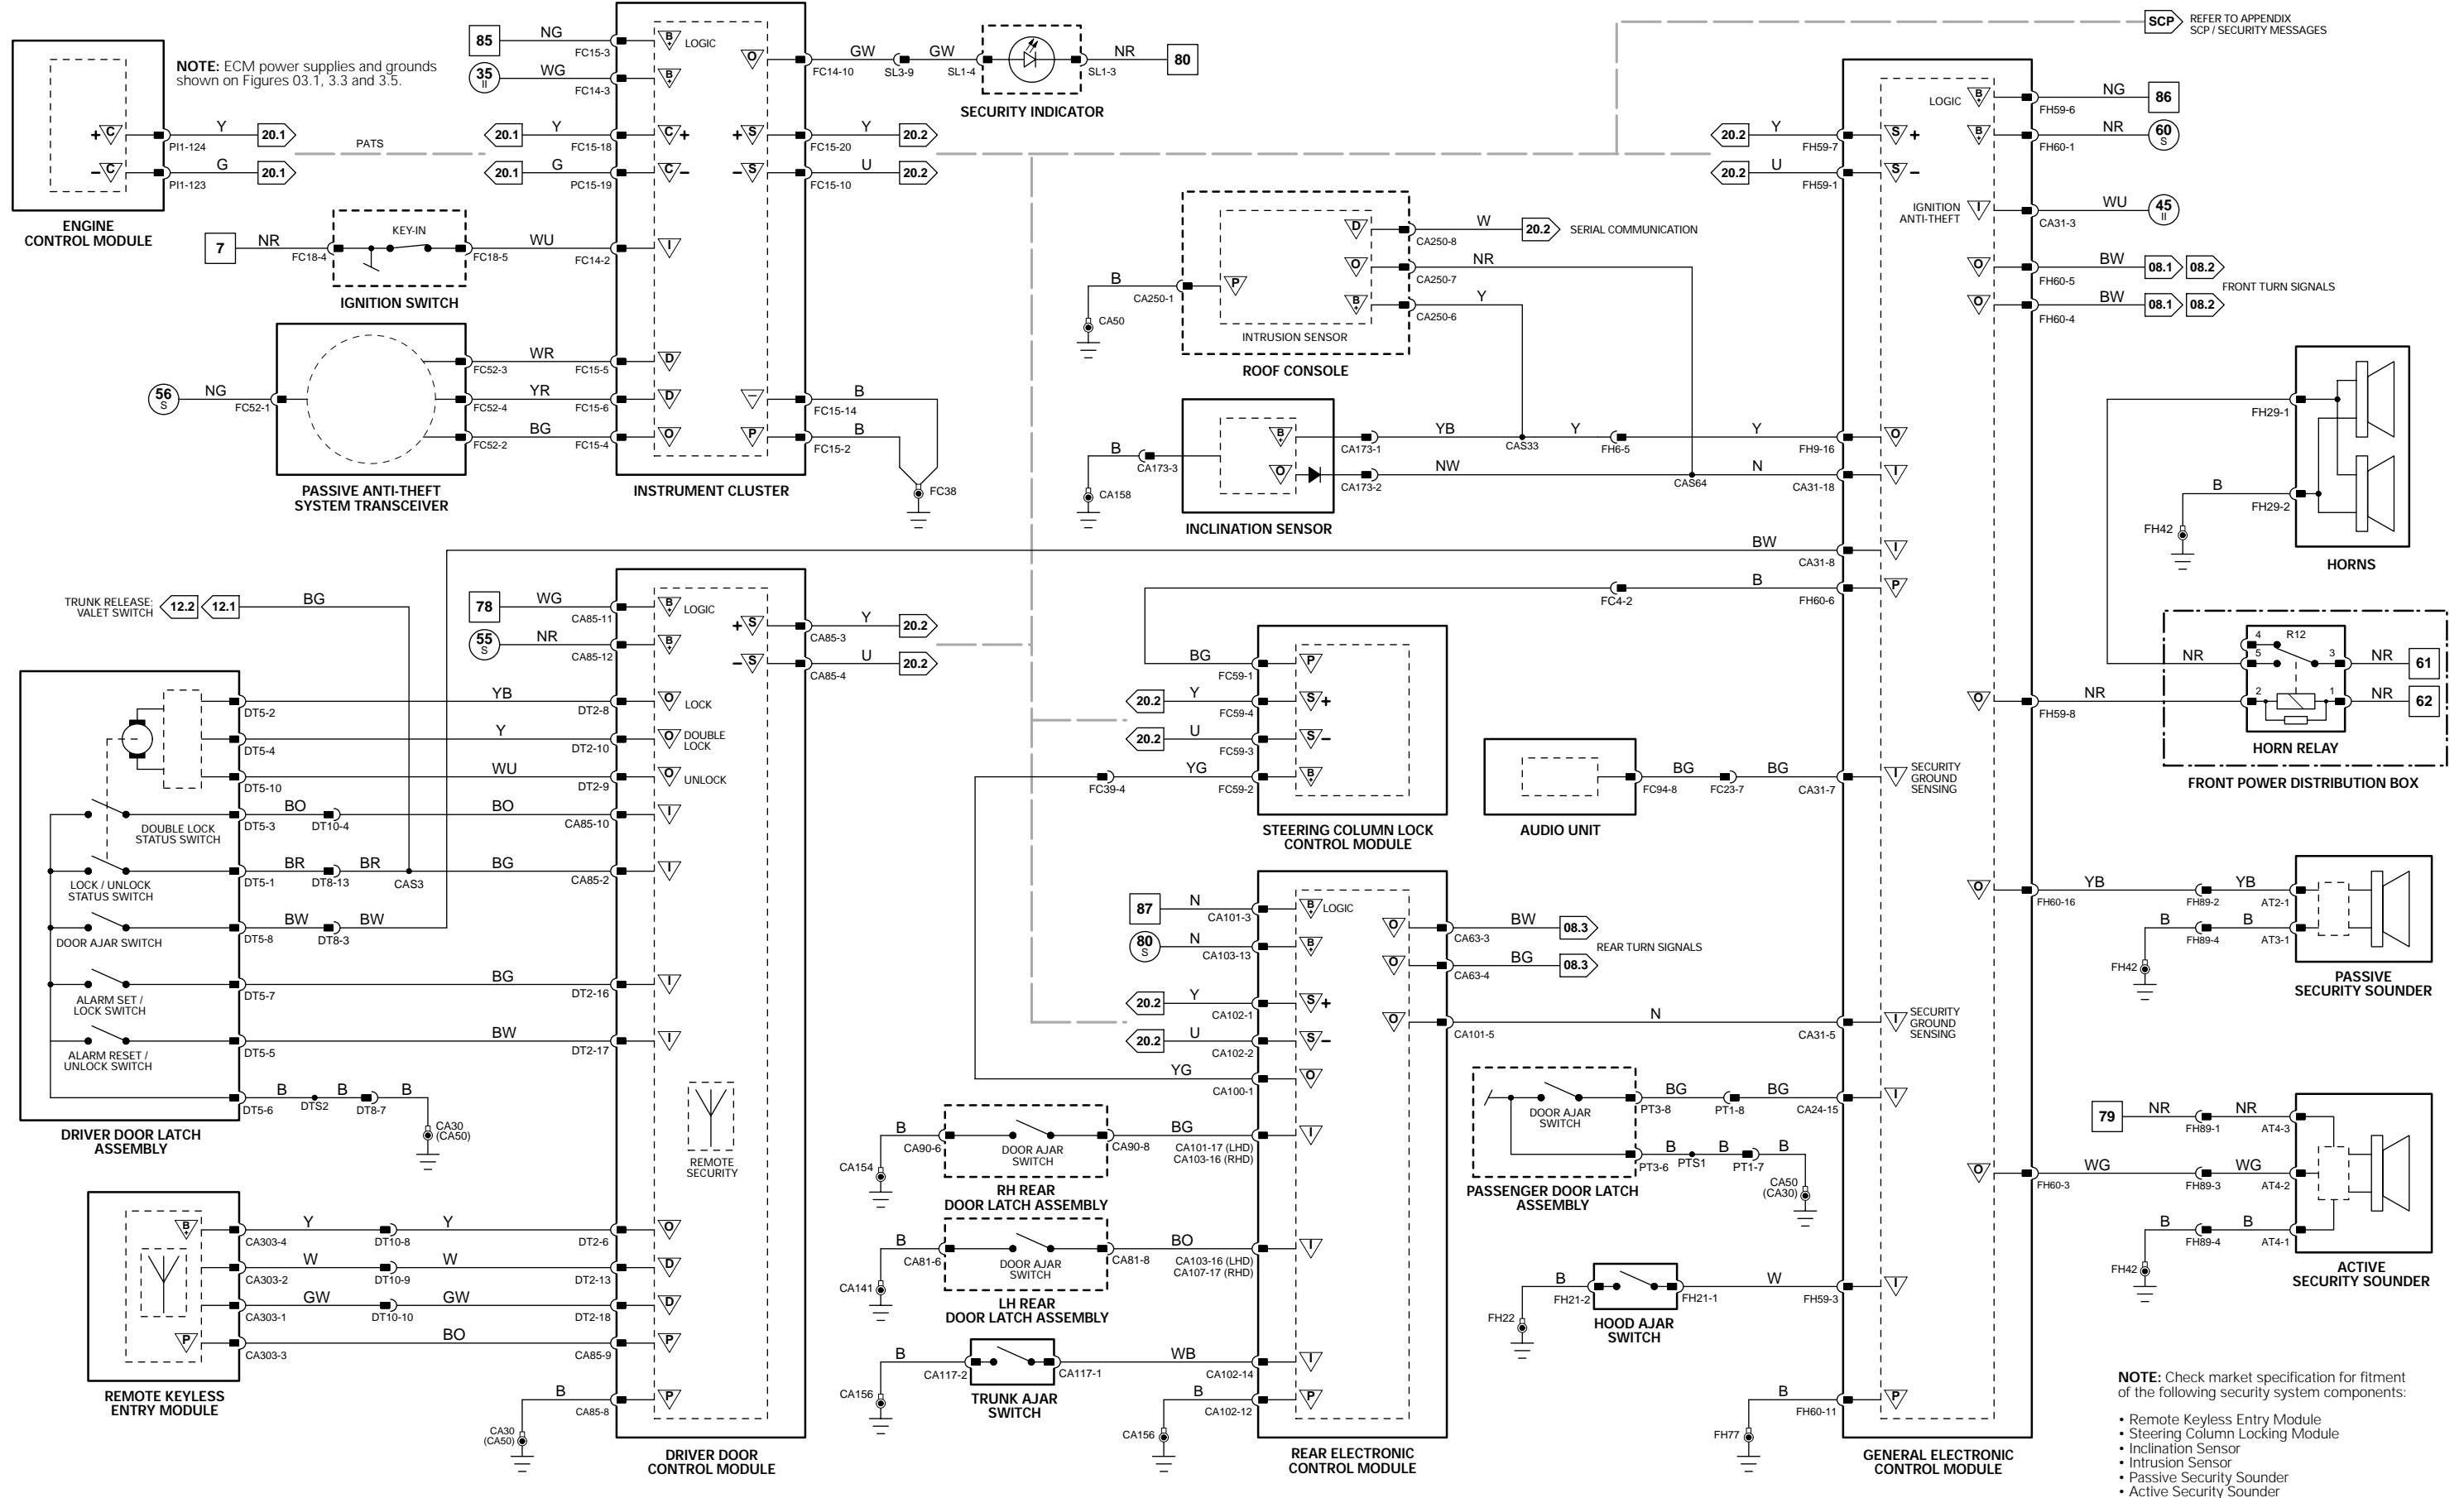 NOTE: ECM power supplies and grounds
shown on Figures 03.1, 3.3 and 3.5.
+ C
PI1-124
Y
20.1
– C
PI1-123
G
20.1
PATS
ENGINE
CONTROL MODULE
7
NR
FC18-4
KEY-IN
FC18-5
WU
FC14-2
I
IGNITION SWITCH
56
S
NG
FC52-1
FC52-3
WR
FC15-5
D
FC52-4
YR
FC15-6
D
FC52-2
BG
FC15-4
O
PASSIVE ANTI-THEFT
SYSTEM TRANSCEIVER
85
NG
FC15-3
B+
LOGIC
35
II
WG
FC14-3
B+
20.1
Y
FC15-18
C +
20.1
G
PC15-19
C –
O
FC14-10
GW
SL3-9
GW
SL1-4
SL1-3
NR
80
SECURITY INDICATOR
+ S
FC15-20
Y
20.2
– S
FC15-10
U
20.2
–
FC15-14
B
P
FC15-2
B
FC38
INSTRUMENT CLUSTER
SCP
REFER TO APPENDIX
SCP / SECURITY MESSAGES
TRUNK RELEASE;
VALET SWITCH
12.2
12.1
BG
DT5-2
YB
DT2-8
O
LOCK
DT5-4
Y
DT2-10
O
DOUBLE
LOCK
DT5-10
WU
DT2-9
O
UNLOCK
DOUBLE LOCK
STATUS SWITCH
DT5-3
BO
DT10-4
BO
CA85-10
I
LOCK / UNLOCK
STATUS SWITCH
DT5-1
BR
DT8-13
BR
CAS3
BG
CA85-2
I
DOOR AJAR SWITCH
DT5-8
BW
DT8-3
BW
ALARM SET /
LOCK SWITCH
DT5-7
BG
DT2-16
I
ALARM RESET /
UNLOCK SWITCH
DT5-5
BW
DT2-17
I
DT5-6
B
DTS2
B
DT8-7
B
CA30
(CA50)
DRIVER DOOR LATCH
ASSEMBLY
78
WG
CA85-11
B+
LOGIC
55
S
NR
CA85-12
B+
+ S
CA85-3
Y
20.2
– S
CA85-4
U
20.2
REMOTE
SECURITY
B+
CA303-4
Y
DT10-8
Y
DT2-6
O
CA303-2
W
DT10-9
W
DT2-13
D
CA303-1
GW
DT10-10
GW
DT2-18
D
P
CA303-3
BO
CA85-9
P
REMOTE KEYLESS
ENTRY MODULE
B
CA85-8
P
CA30
(CA50)
DRIVER DOOR
CONTROL MODULE
B
CA250-1
P
CA50
D
CA250-8
W
20.2
SERIAL COMMUNICATION
O
CA250-7
NR
B+
CA250-6
Y
INTRUSION SENSOR
ROOF CONSOLE
B
CA173-3
CA158
B+
CA173-1
YB
CAS33
Y
FH6-5
Y
FH9-16
O
O
CA173-2
NW
CAS64
N
CA31-18
I
INCLINATION SENSOR
BW
CA31-8
I
FC4-2
B
FH60-6
P
BG
FC59-1
P
20.2
Y
FC59-4
S +
20.2
U
FC59-3
S –
FC39-4
YG
FC59-2
B+
STEERING COLUMN LOCK
CONTROL MODULE
AUDIO UNIT
FC94-8
BG
FC23-7
BG
CA31-7
I
SECURITY
GROUND
SENSING
87
N
CA101-3
B+
LOGIC
80
S
N
CA103-13
B+
20.2
Y
CA102-1
S +
20.2
U
CA102-2
S –
YG
CA100-1
O
O
CA63-3
BW
08.3
REAR TURN SIGNALS
O
CA63-4
BG
08.3
O
CA101-5
N
CA31-5
I
SECURITY
GROUND
SENSING
B
CA90-6
CA154
DOOR AJAR
SWITCH
CA90-8
BG
CA101-17 (LHD)
CA103-16 (RHD)
I
RH REAR
DOOR LATCH ASSEMBLY
B
CA81-6
CA141
DOOR AJAR
SWITCH
CA81-8
BO
CA103-16 (LHD)
CA107-17 (RHD)
I
LH REAR
DOOR LATCH ASSEMBLY
B
CA117-2
CA156
CA117-1
WB
CA102-14
I
TRUNK AJAR
SWITCH
B
CA102-12
P
CA156
REAR ELECTRONIC
CONTROL MODULE
DOOR AJAR
SWITCH
PT3-8
BG
PT1-8
BG
CA24-15
I
PT3-6
B
PTS1
B
PT1-7
B
CA50
(CA30)
PASSENGER DOOR LATCH
ASSEMBLY
B
FH21-2
FH22
FH21-1
W
FH59-3
I
HOOD AJAR
SWITCH
B
FH60-11
P
FH77
GENERAL ELECTRONIC
CONTROL MODULE
20.2
Y
FH59-7
S +
20.2
U
FH59-1
S –
LOGIC
B+
FH59-6
NG
86
B+
FH60-1
NR
60
S
IGNITION
ANTI-THEFT
I
CA31-3
WU
45
II
O
FH60-5
BW
08.1
08.2
FRONT TURN SIGNALS
O
FH60-4
BW
08.1
08.2
FH29-1
B
FH29-2
FH42
HORNS
4
R12
5
3
NR
NR
61
2
1
NR
62
O
FH59-8
NR
HORN RELAY
FRONT POWER DISTRIBUTION BOX
O
FH60-16
YB
FH89-2
YB
AT2-1
B
FH89-4
B
AT3-1
FH42
PASSIVE
SECURITY SOUNDER
79
NR
FH89-1
NR
AT4-3
O
FH60-3
WG
FH89-3
WG
AT4-2
B
FH89-4
B
AT4-1
FH42
ACTIVE
SECURITY SOUNDER
NOTE: Check market specification for fitment
of the following security system components:
• Remote Keyless Entry Module
• Steering Column Locking Module
• Inclination Sensor
• Intrusion Sensor
• Passive Security Sounder
• Active Security Sounder